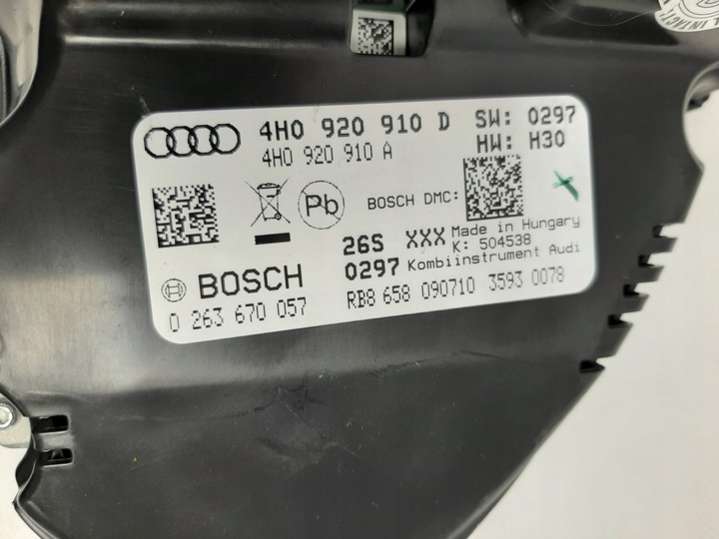 4H0 920 910 D SW: 0297
4H0 920 910 A HW: H30
Pb BOSCH DMC:
26S XXX Made in Hungary
K: 504538
BOSCH 0297 Kombiinstrument Audi
0 263 670 057 RB8 658 090710 3593 0078